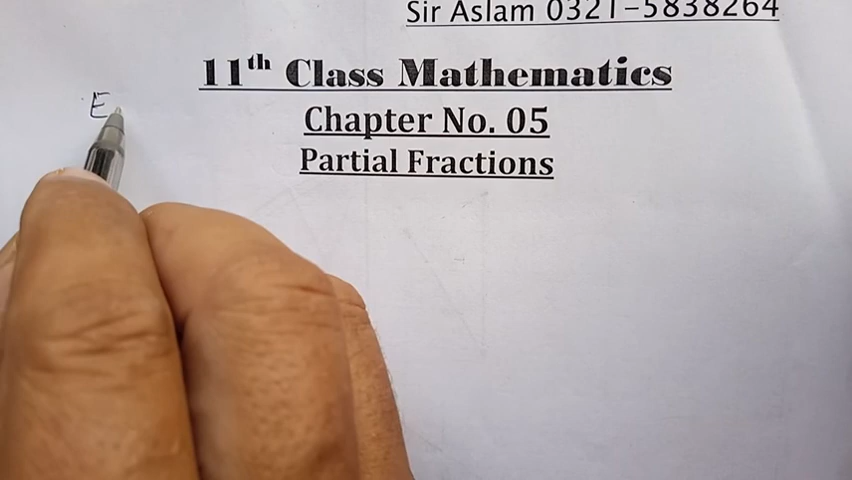 Sir Aslam 0321-5838264
11th Class Mathematics
E
Chapter No. 05
Partial Fractions